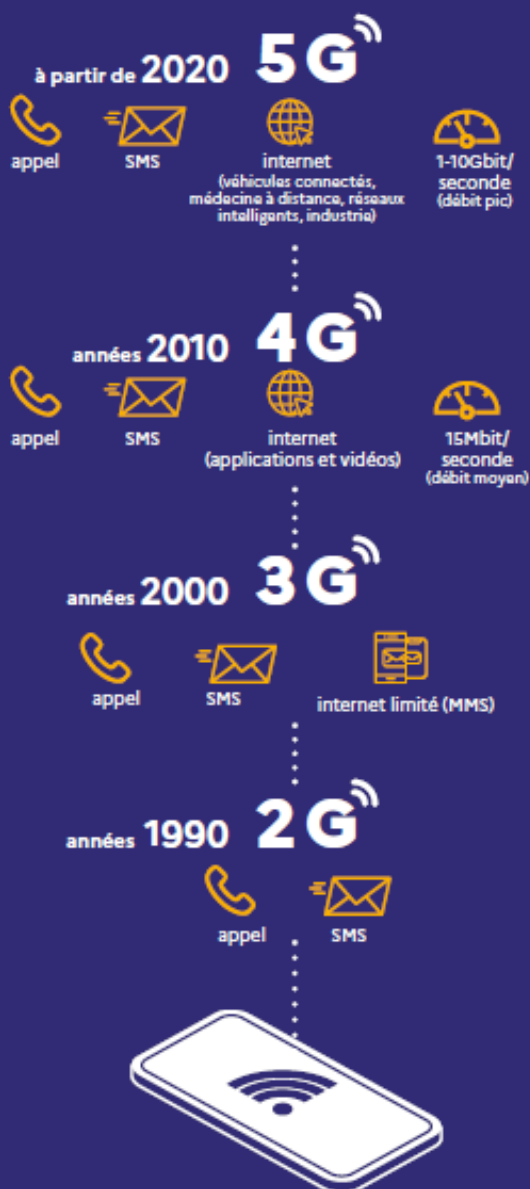 à partir de 2020 5G
appel
SMS
internet
(véhicules connectés,
médecine à distance, réseaux
intelligents, industrie)
1-10Gbit/
seconde
(débit pic)
années 2010 4G
appel
SMS
internet
(applications et vidéos)
15Mbit/
seconde
(débit moyen)
années 2000 3G
appel
SMS
internet limité (MMS)
années 1990 2G
appel
SMS